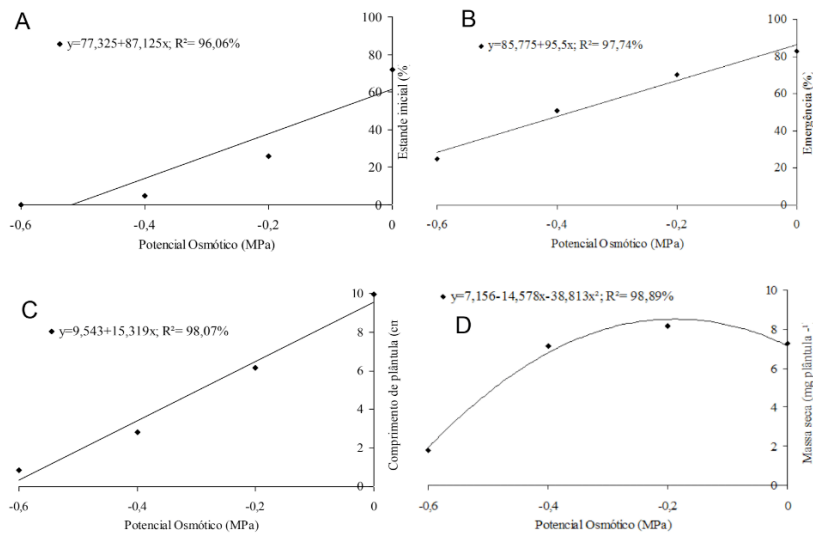 A
y=77,325+87,125x; R²= 96,06%
100
80
60
40
20
0
Estande inicial (%
-0,6
-0,4
-0,2
0
Potencial Osmótico (MPa)
B
y=85,775+95,5x; R²= 97,74%
100
80
60
40
20
0
Emergência (%)
-0,6
-0,4
-0,2
0
Potencial Osmótico (MPa)
C
y=9,543+15,319x; R²= 98,07%
10
8
6
4
2
0
Comprimento de plântula (cm
-0,6
-0,4
-0,2
0
Potencial Osmótico (MPa)
y=7,156-14,578x-38,813x²; R²= 98,89%
D
10
8
6
4
2
0
Massa seca (mg plântula -¹
-0,6
-0,4
-0,2
0
Potencial Osmótico (MPa)